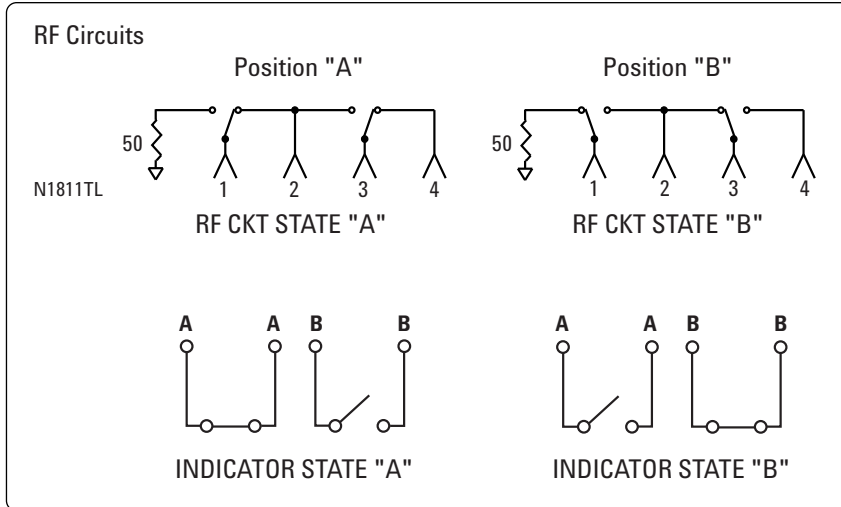 RF Circuits
Position "A" Position "B"
50 50
N1811TL 1 2 3 4 1 2 3 4
RF CKT STATE "A" RF CKT STATE "B"
A A B B A A B B
INDICATOR STATE "A" INDICATOR STATE "B"